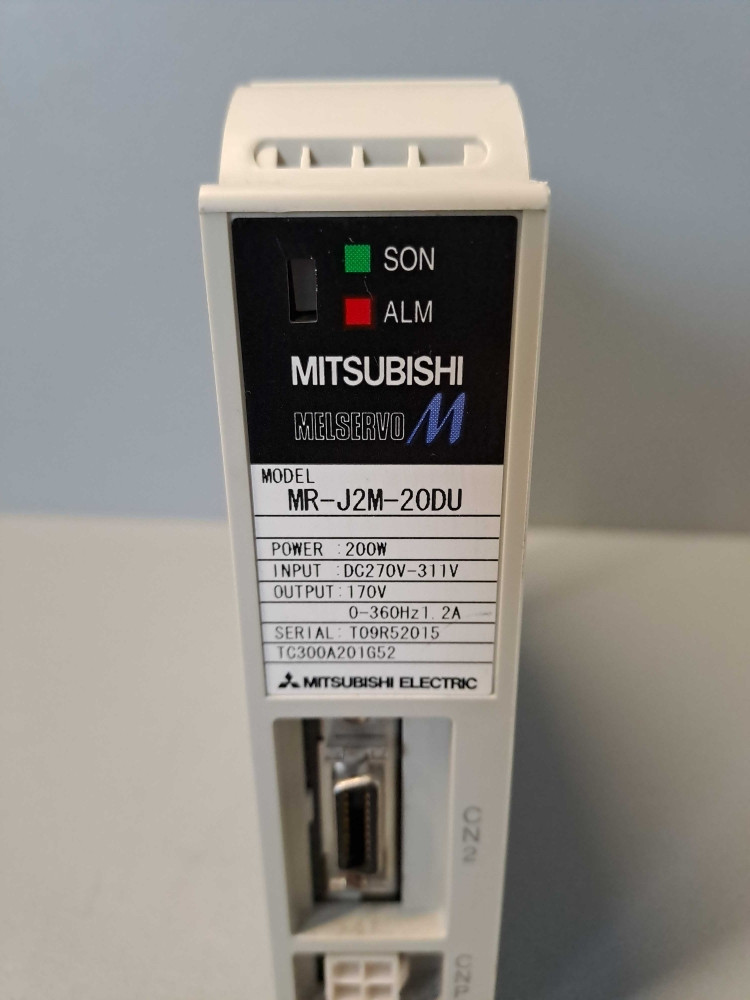 SON
ALM
MITSUBISHI
MELSERVO M
MODEL
MR-J2M-20DU
POWER :200W
INPUT :DC270V-311V
OUTPUT:170V
0-360Hz1.2A
SERIAL:T09R52015
TC300A201G52
MITSUBISHI ELECTRIC
CN2